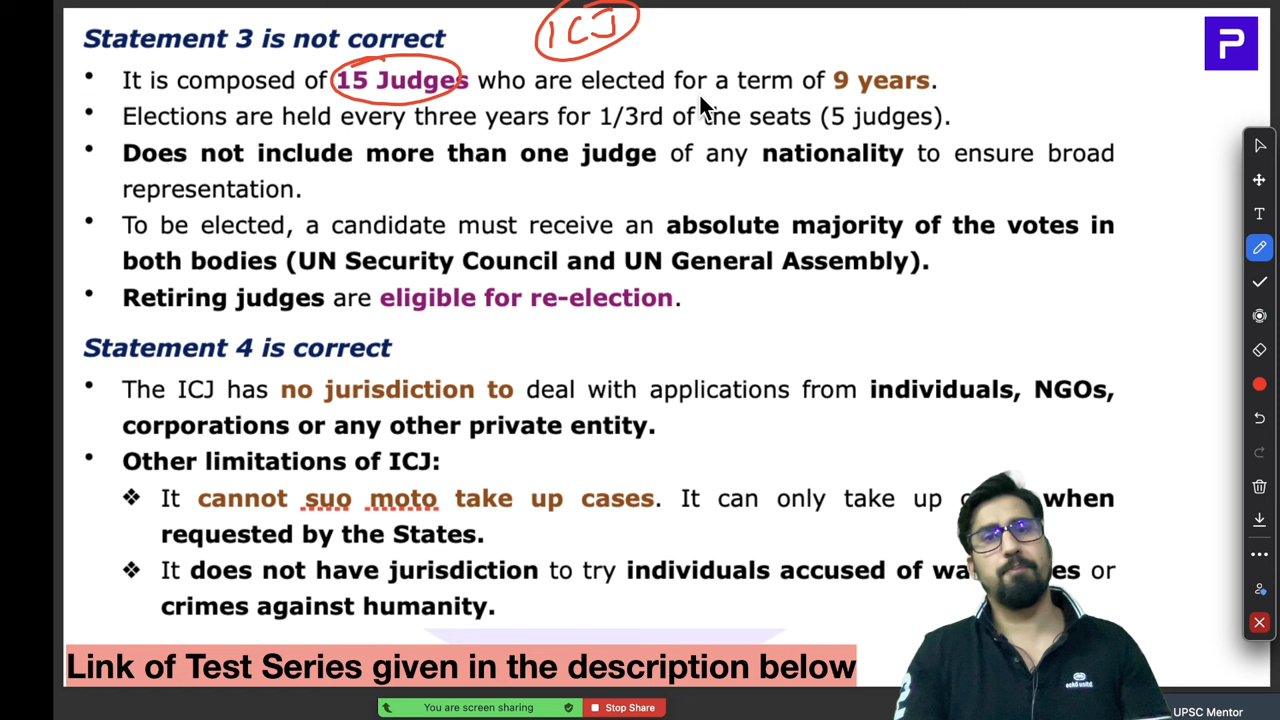 ICJ
Statement 3 is not correct
• It is composed of 15 Judges who are elected for a term of 9 years.
• Elections are held every three years for 1/3rd of the seats (5 judges).
• Does not include more than one judge of any nationality to ensure broad
representation.
• To be elected, a candidate must receive an absolute majority of the votes in
both bodies (UN Security Council and UN General Assembly).
• Retiring judges are eligible for re-election.
Statement 4 is correct
• The ICJ has no jurisdiction to deal with applications from individuals, NGOs,
corporations or any other private entity.
• Other limitations of ICJ:
❖ It cannot suo moto take up cases. It can only take up when
requested by the States.
❖ It does not have jurisdiction to try individuals accused of or
crimes against humanity.
Link of Test Series given in the description below
P
T
ecko unltd
You are screen sharing
Stop Share
UPSC Mentor